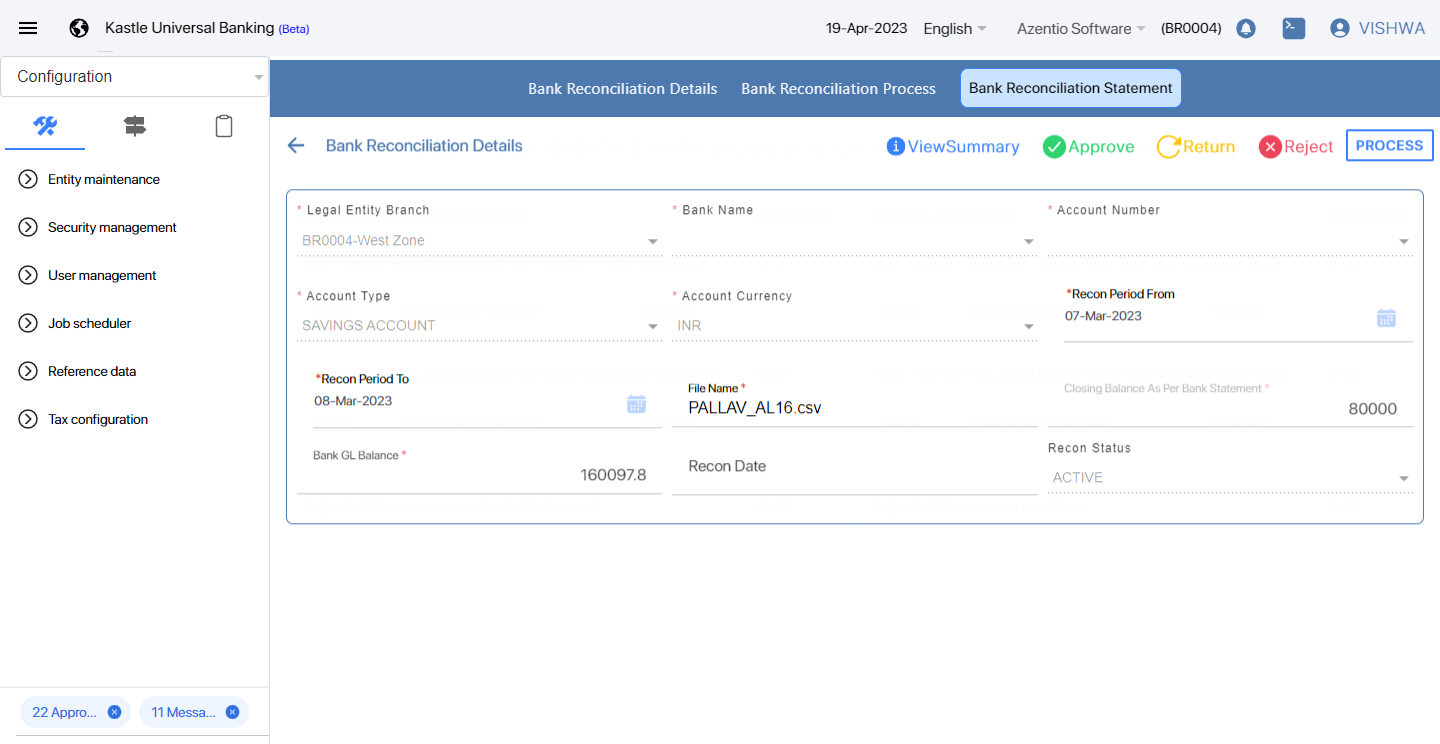 Kastle Universal Banking (Beta)
19-Apr-2023 English Azentio Software (BR0004) VISHWA
Configuration
Bank Reconciliation Details Bank Reconciliation Process Bank Reconciliation Statement
Bank Reconciliation Details
ViewSummary Approve Return Reject PROCESS
Entity maintenance
Security management
User management
Job scheduler
Reference data
Tax configuration
* Legal Entity Branch * Bank Name * Account Number
BR0004-West Zone
* Account Type * Account Currency *Recon Period From
SAVINGS ACCOUNT INR 07-Mar-2023
*Recon Period To File Name * Closing Balance As Per Bank Statement *
08-Mar-2023 PALLAV_AL16.csv 80000
Bank GL Balance * Recon Date Recon Status
160097.8 ACTIVE
22 Appro... 11 Messa...